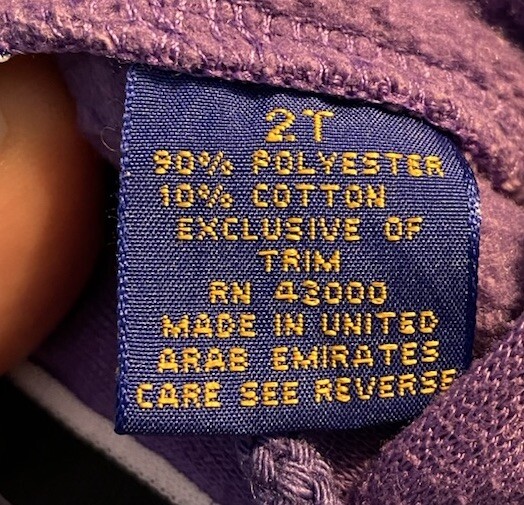 2T
90% POLYESTER
10% COTTON
EXCLUSIVE OF
TRIM
RN 43000
MADE IN UNITED
ARAB EMIRATES
CARE SEE REVERSE